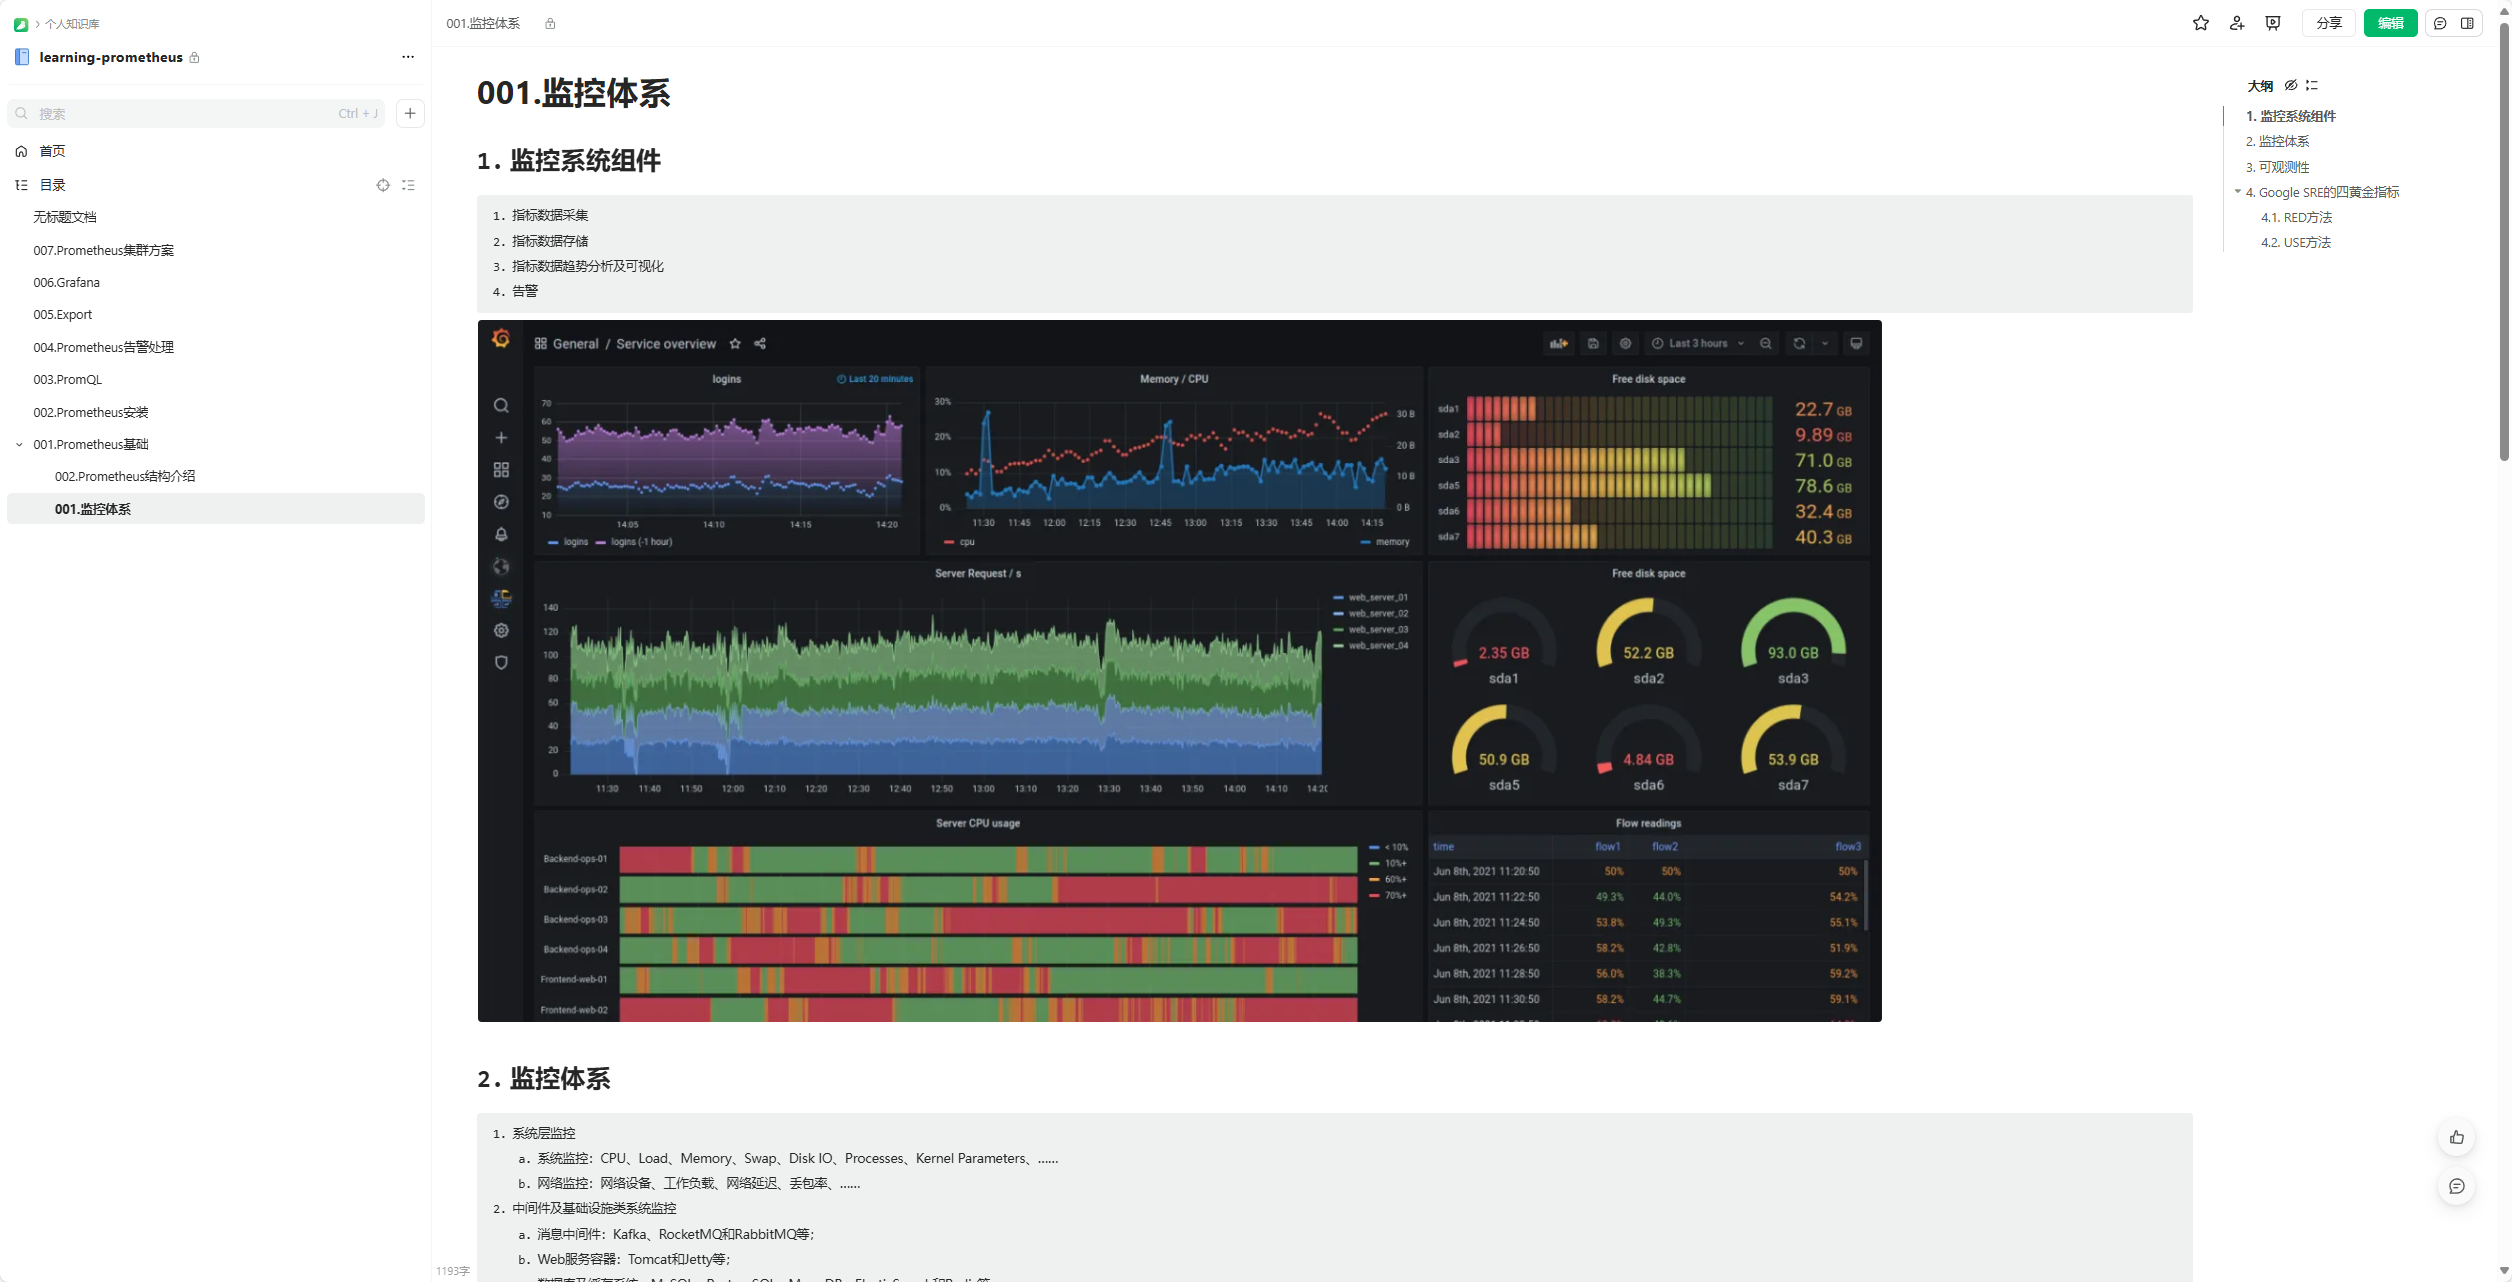 个人知识库
learning-prometheus
搜索
Ctrl + J
首页
目录
无标题文档
007.Prometheus集群方案
006.Grafana
005.Export
004.Prometheus告警处理
003.PromQL
002.Prometheus安装
001.Prometheus基础
002.Prometheus结构介绍
001.监控体系
001.监控体系
分享
编辑
001.监控体系
1. 监控系统组件
1. 指标数据采集
2. 指标数据存储
3. 指标数据趋势分析及可视化
4. 告警
General / Service overview
Last 3 hours
logins
Last 20 minutes
70
60
50
40
30
20
10
14:05 14:10 14:15 14:20
logins logins (-1 hour)
Memory / CPU
30%
20%
10%
0%
30 B
20 B
10 B
0 B
11:30 11:45 12:00 12:15 12:30 12:45 13:00 13:15 13:30 13:45 14:00 14:15
cpu
memory
Free disk space
sda1 22.7 GB
sda2 9.89 GB
sda3 71.0 GB
sda5 78.6 GB
sda6 32.4 GB
sda7 40.3 GB
Server Request / s
140
120
100
80
60
40
20
0
11:30 11:40 11:50 12:00 12:10 12:20 12:30 12:40 12:50 13:00 13:10 13:20 13:30 13:40 13:50 14:00 14:10
web_server_01
web_server_02
web_server_03
web_server_04
Free disk space
2.35 GB
sda1
52.2 GB
sda2
93.0 GB
sda3
50.9 GB
sda5
4.84 GB
sda6
53.9 GB
sda7
Server CPU usage
Backend-ops-01
Backend-ops-02
Backend-ops-03
Backend-ops-04
Frontend-web-01
Frontend-web-02
< 10%
10%+
60%+
70%+
Flow readings
time flow1 flow2 flow3
Jun 8th, 2021 11:20:50 50% 50% 50%
Jun 8th, 2021 11:22:50 49.3% 44.0% 54.2%
Jun 8th, 2021 11:24:50 53.8% 49.3% 55.1%
Jun 8th, 2021 11:26:50 58.2% 42.8% 51.9%
Jun 8th, 2021 11:28:50 56.0% 38.3% 59.2%
Jun 8th, 2021 11:30:50 58.2% 44.7% 59.1%
2. 监控体系
1. 系统层监控
a. 系统监控：CPU、Load、Memory、Swap、Disk IO、Processes、Kernel Parameters、……
b. 网络监控：网络设备、工作负载、网络延迟、丢包率、……
2. 中间件及基础设施类系统监控
a. 消息中间件：Kafka、RocketMQ和RabbitMQ等；
b. Web服务容器：Tomcat和Jetty等；
1193字
大纲
1. 监控系统组件
2. 监控体系
3. 可观测性
4. Google SRE的四黄金指标
4.1. RED方法
4.2. USE方法